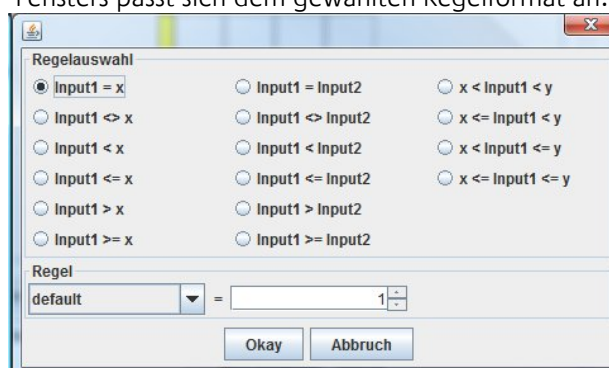 Fensters passt sich dem gewählten Regelformat an.
Regelauswahl
Input1 = x Input1 = Input2 x < Input1 < y
Input1 <> x Input1 <> Input2 x <= Input1 < y
Input1 < x Input1 < Input2 x < Input1 <= y
Input1 <= x Input1 <= Input2 x <= Input1 <= y
Input1 > x Input1 > Input2
Input1 >= x Input1 >= Input2
Regel
default = 1
Okay Abbruch